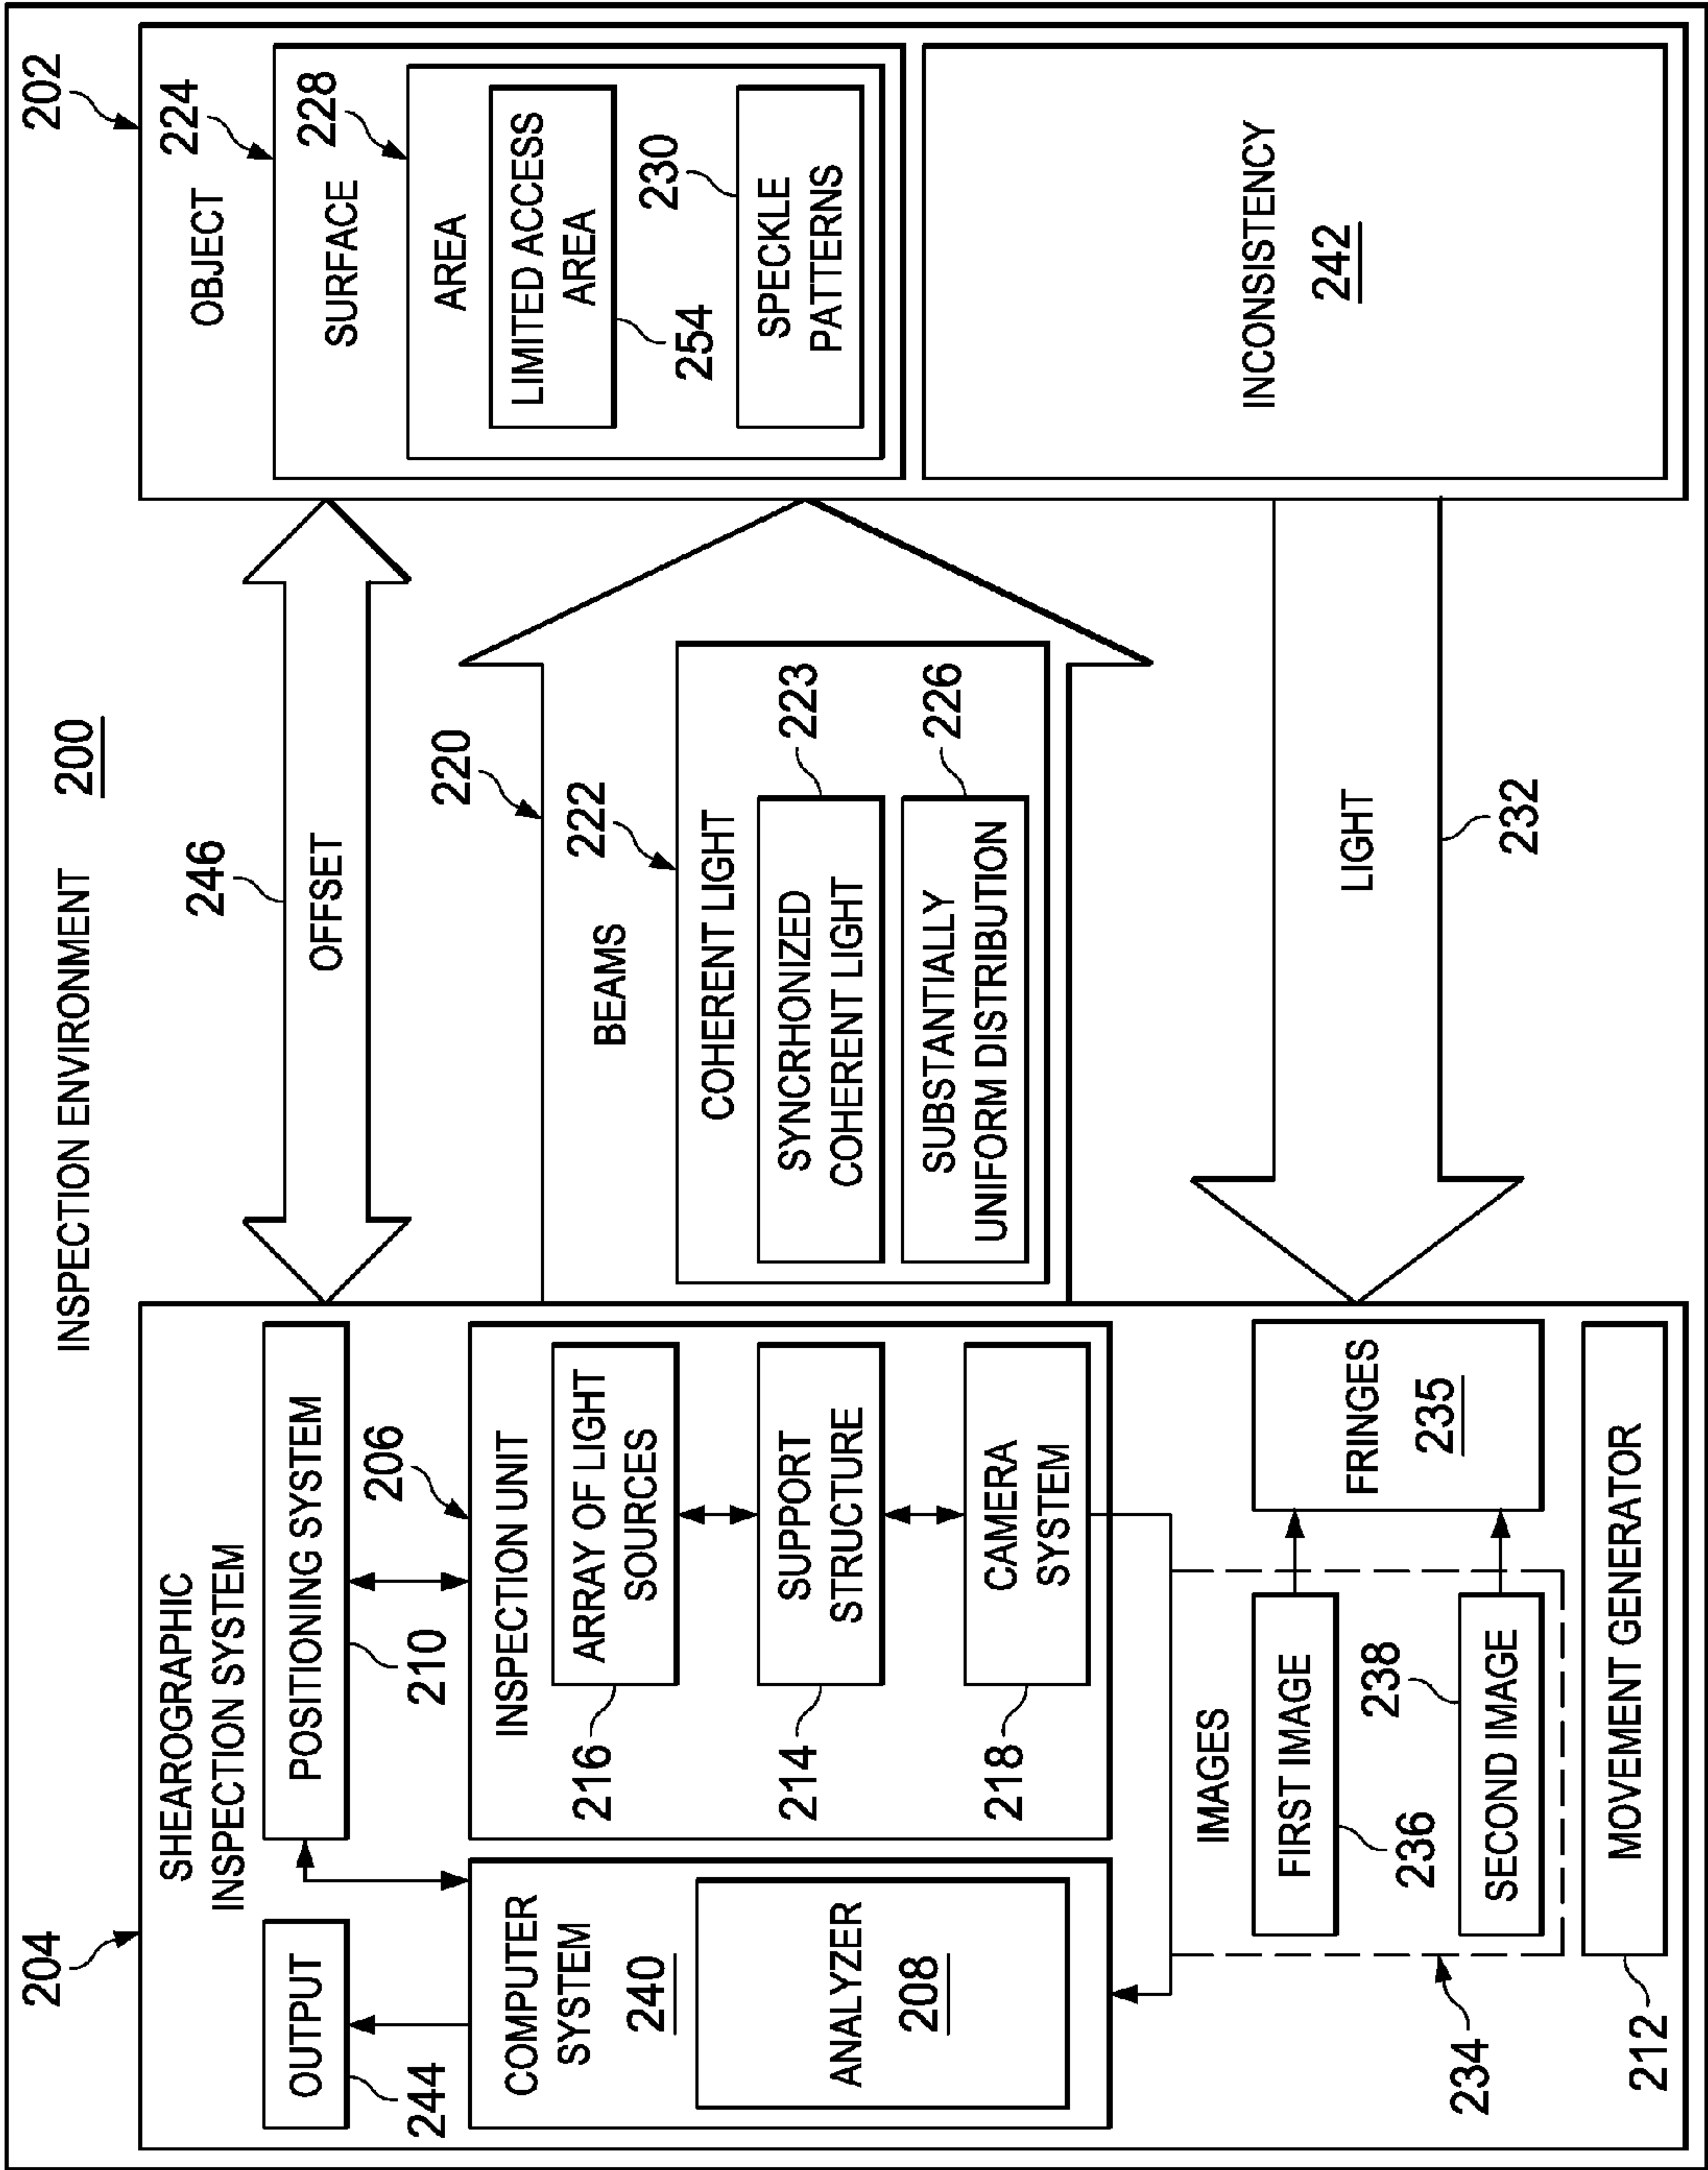 INSPECTION ENVIRONMENT 200
204
SHEAROGRAPHIC
INSPECTION SYSTEM
OUTPUT
244
POSITIONING SYSTEM
210
206
COMPUTER
SYSTEM
240
ANALYZER
208
INSPECTION UNIT
ARRAY OF LIGHT
SOURCES
216
SUPPORT
STRUCTURE
214
CAMERA
SYSTEM
218
IMAGES
FIRST IMAGE
236
238
SECOND IMAGE
234
FRINGES
235
MOVEMENT GENERATOR
212
246
OFFSET
220
BEAMS
222
COHERENT LIGHT
SYNCRHONIZED
COHERENT LIGHT
223
SUBSTANTIALLY
UNIFORM DISTRIBUTION
226
LIGHT
232
202
OBJECT
224
SURFACE
228
AREA
LIMITED ACCESS
AREA
254
230
SPECKLE
PATTERNS
INCONSISTENCY
242